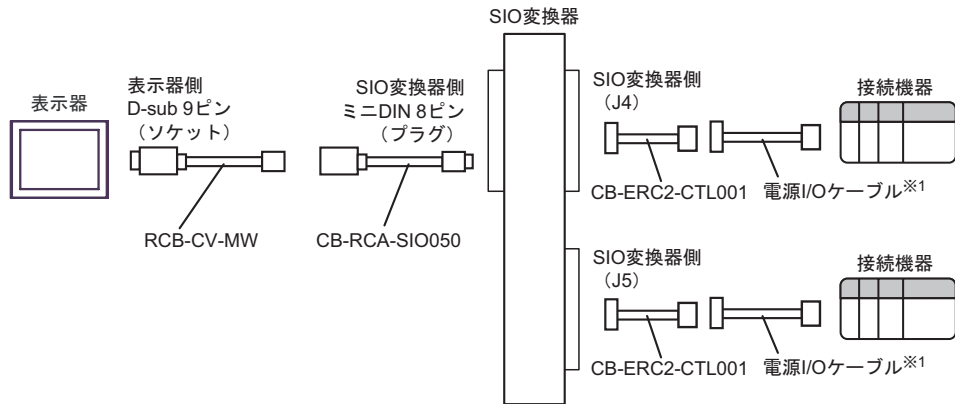 SIO変換器
表示器
表示器側
D-sub 9ピン
（ソケット）
SIO変換器側
ミニDIN 8ピン
（プラグ）
RCB-CV-MW
CB-RCA-SIO050
SIO変換器側
（J4）
接続機器
CB-ERC2-CTL001
電源I/Oケーブル※1
SIO変換器側
（J5）
接続機器
CB-ERC2-CTL001
電源I/Oケーブル※1